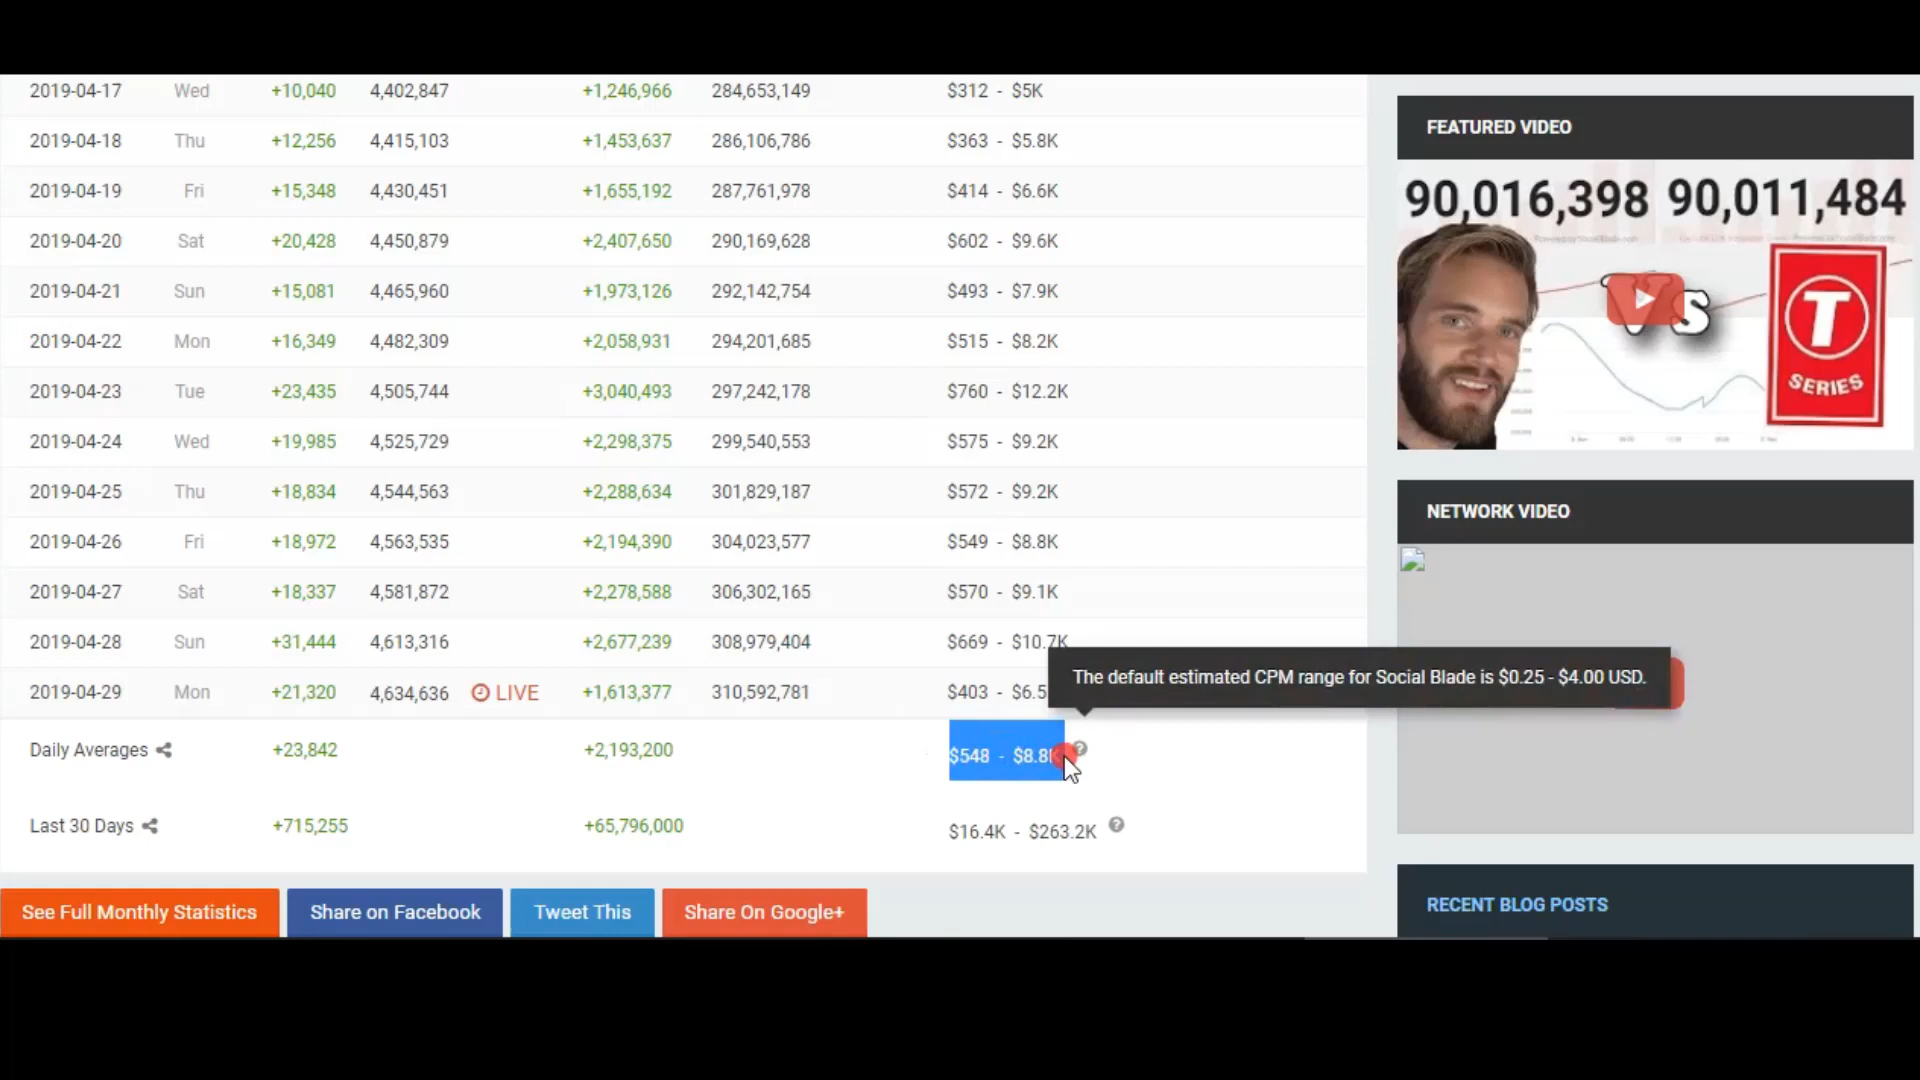 2019-04-17 Wed +10,040 4,402,847 +1,246,966 284,653,149 $312 - $5K
2019-04-18 Thu +12,256 4,415,103 +1,453,637 286,106,786 $363 - $5.8K
2019-04-19 Fri +15,348 4,430,451 +1,655,192 287,761,978 $414 - $6.6K
2019-04-20 Sat +20,428 4,450,879 +2,407,650 290,169,628 $602 - $9.6K
2019-04-21 Sun +15,081 4,465,960 +1,973,126 292,142,754 $493 - $7.9K
2019-04-22 Mon +16,349 4,482,309 +2,058,931 294,201,685 $515 - $8.2K
2019-04-23 Tue +23,435 4,505,744 +3,040,493 297,242,178 $760 - $12.2K
2019-04-24 Wed +19,985 4,525,729 +2,298,375 299,540,553 $575 - $9.2K
2019-04-25 Thu +18,834 4,544,563 +2,288,634 301,829,187 $572 - $9.2K
2019-04-26 Fri +18,972 4,563,535 +2,194,390 304,023,577 $549 - $8.8K
2019-04-27 Sat +18,337 4,581,872 +2,278,588 306,302,165 $570 - $9.1K
2019-04-28 Sun +31,444 4,613,316 +2,677,239 308,979,404 $669 - $10.7K
2019-04-29 Mon +21,320 4,634,636 LIVE +1,613,377 310,592,781 $403 - $6.5
The default estimated CPM range for Social Blade is $0.25 - $4.00 USD.
Daily Averages +23,842 +2,193,200 $548 - $8.8K
Last 30 Days +715,255 +65,796,000 $16.4K - $263.2K
See Full Monthly Statistics
Share on Facebook
Tweet This
Share On Google+
FEATURED VIDEO
90,016,398 90,011,484
Vs
T
SERIES
NETWORK VIDEO
RECENT BLOG POSTS